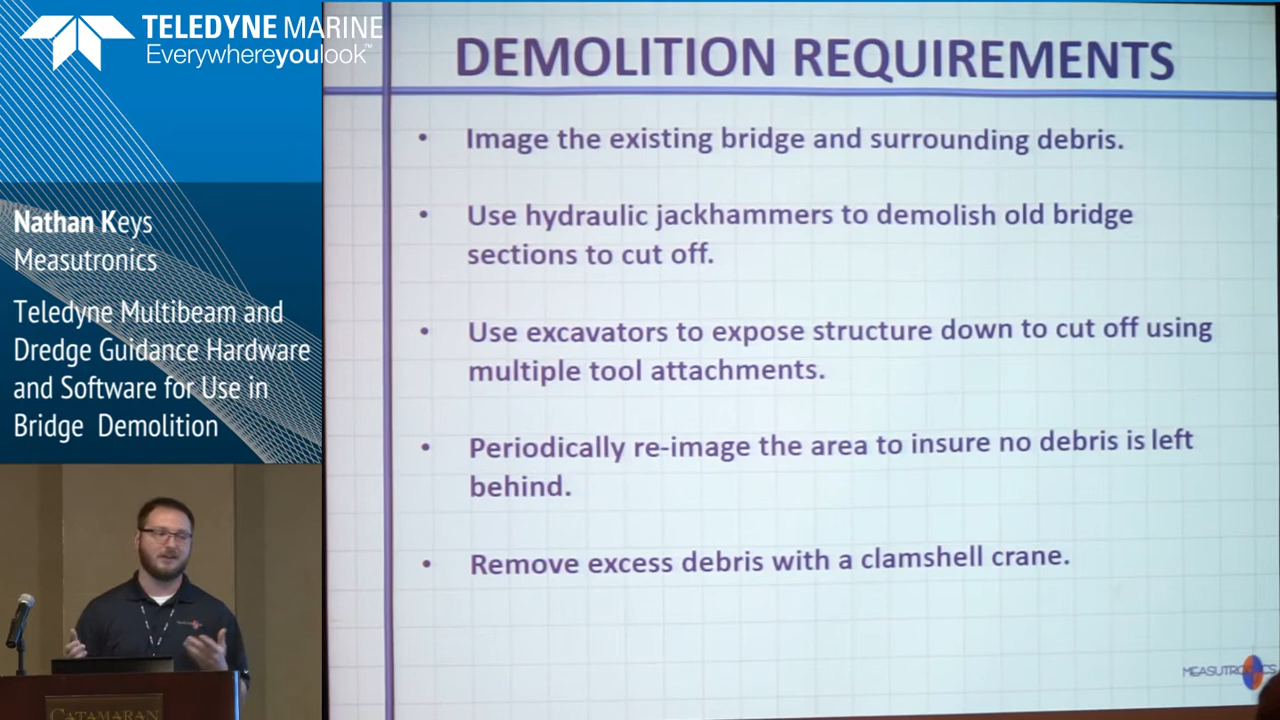 TELEDYNE MARINE
Everywhereyoulook™
Nathan Keys
Measutronics
Teledyne Multibeam and
Dredge Guidance Hardware
and Software for Use in
Bridge Demolition
DEMOLITION REQUIREMENTS
• Image the existing bridge and surrounding debris.
• Use hydraulic jackhammers to demolish old bridge
sections to cut off.
• Use excavators to expose structure down to cut off using
multiple tool attachments.
• Periodically re-image the area to insure no debris is left
behind.
• Remove excess debris with a clamshell crane.
MEASUTRONICS
CATAMARAN